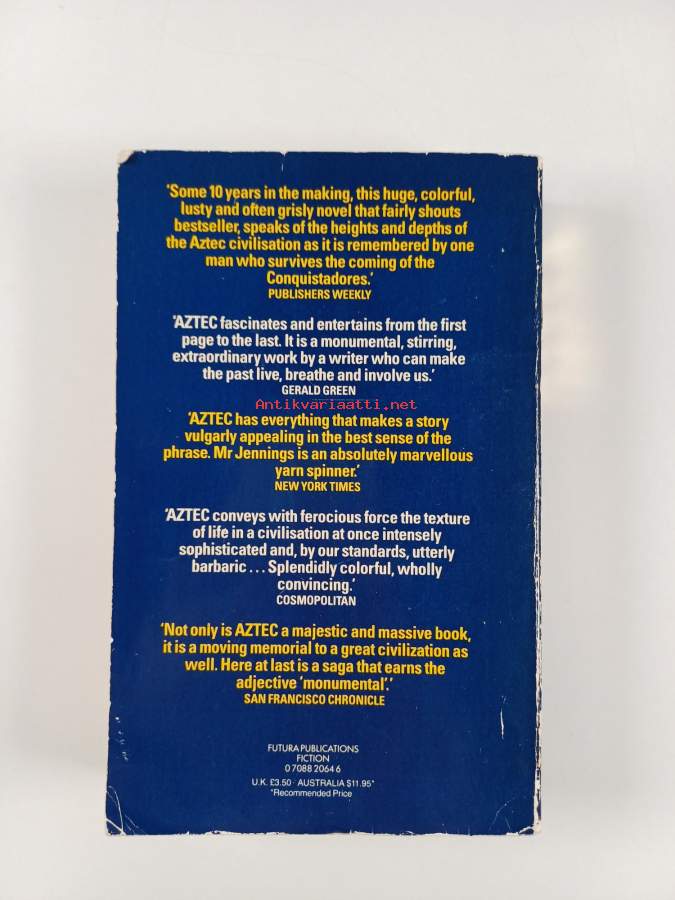 'Some 10 years in the making, this huge, colorful,
lusty and often grisly novel that fairly shouts
bestseller, speaks of the heights and depths of
the Aztec civilisation as it is remembered by one
man who survives the coming of the
Conquistadores.'
PUBLISHERS WEEKLY
'AZTEC fascinates and entertains from the first
page to the last. It is a monumental, stirring,
extraordinary work by a writer who can make
the past live, breathe and involve us.'
GERALD GREEN
Antikvariaatti.net
'AZTEC has everything that makes a story
vulgarly appealing in the best sense of the
phrase. Mr Jennings is an absolutely marvellous
yarn spinner.'
NEW YORK TIMES
'AZTEC conveys with ferocious force the texture
of life in a civilisation at once intensely
sophisticated and, by our standards, utterly
barbaric ... Splendidly colorful, wholly
convincing.'
COSMOPOLITAN
'Not only is AZTEC a majestic and massive book,
it is a moving memorial to a great civilization as
well. Here at last is a saga that earns the
adjective 'monumental'.'
SAN FRANCISCO CHRONICLE
FUTURA PUBLICATIONS
FICTION
0 7088 2064 6
U.K. £3.50 AUSTRALIA $11.95*
*Recommended Price